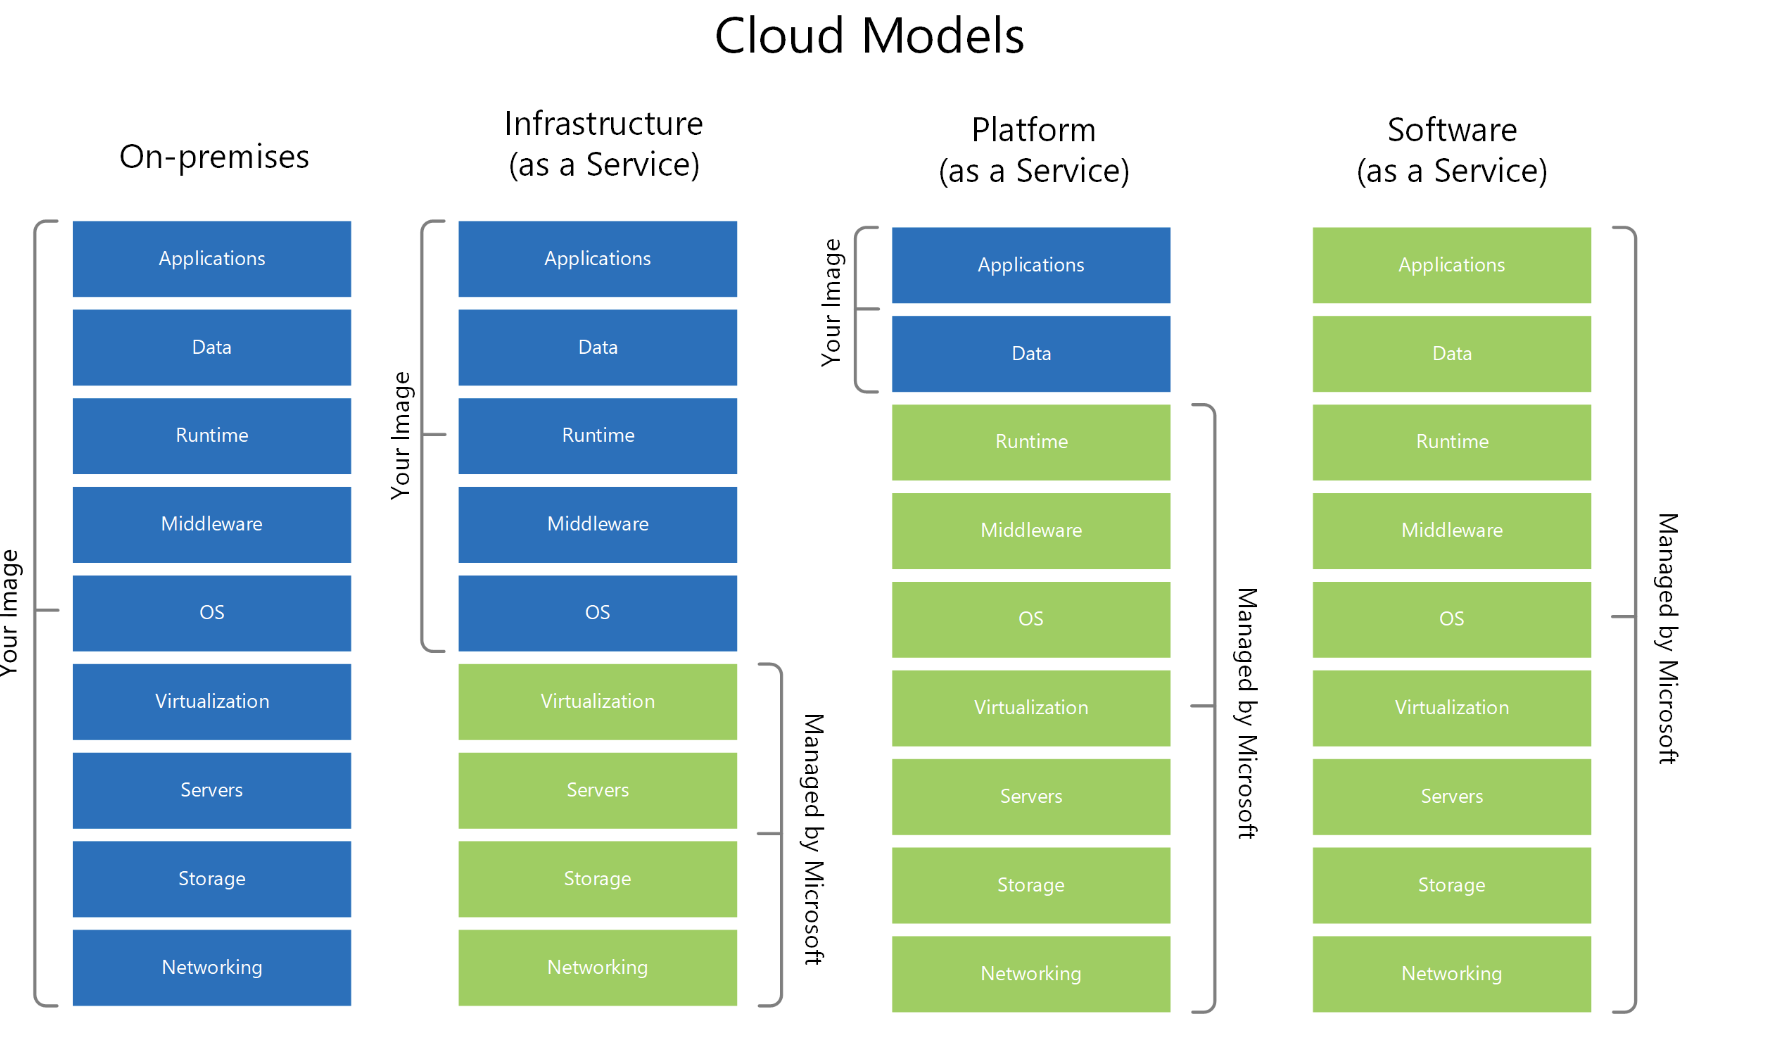 Cloud Models
On-premises
Your Image
Applications
Data
Runtime
Middleware
OS
Virtualization
Servers
Storage
Networking
Infrastructure
(as a Service)
Your Image
Applications
Data
Runtime
Middleware
OS
Virtualization
Servers
Storage
Networking
Managed by Microsoft
Platform
(as a Service)
Your Image
Applications
Data
Runtime
Middleware
OS
Virtualization
Servers
Storage
Networking
Managed by Microsoft
Software
(as a Service)
Applications
Data
Runtime
Middleware
OS
Virtualization
Servers
Storage
Networking
Managed by Microsoft